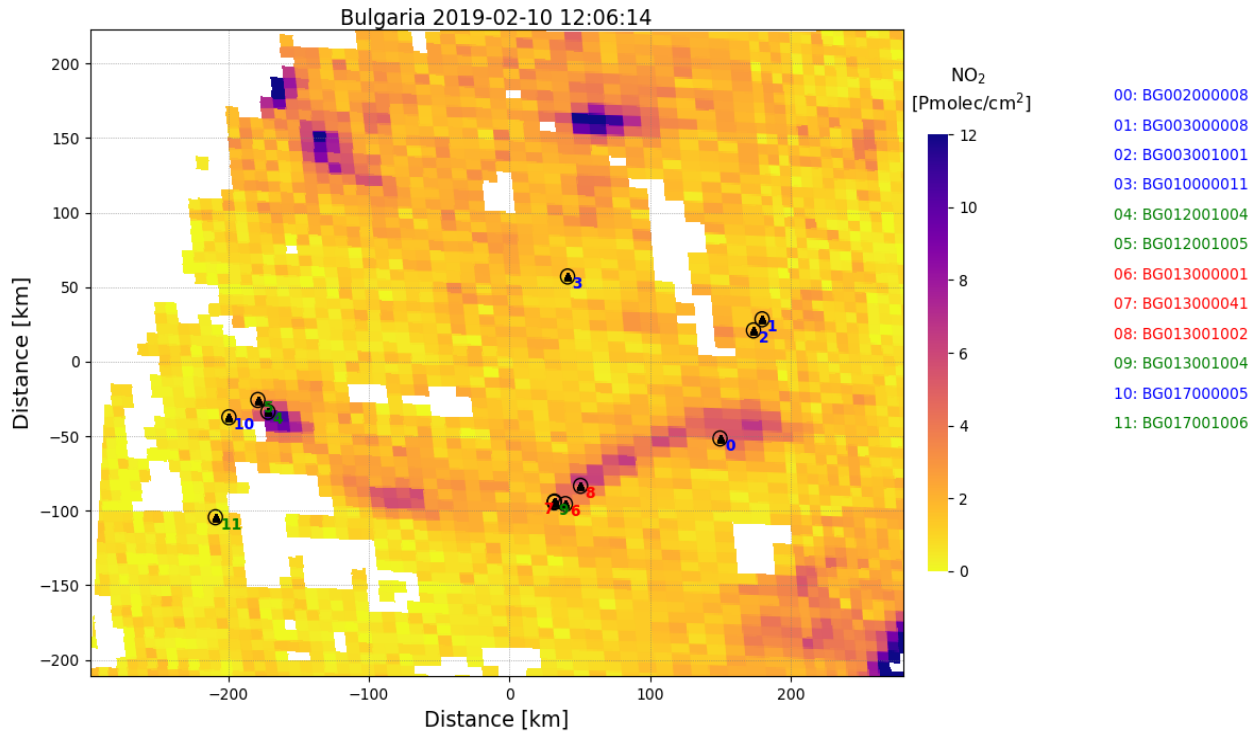 Bulgaria 2019-02-10 12:06:14
Distance [km]
200
150
100
50
0
−50
−100
−150
−200
3
1
2
4
10
0
8
7
6
11
−200
−100
0
100
200
Distance [km]
NO2
[Pmolec/cm2]
12
10
8
6
4
2
0
00: BG002000008
01: BG003000008
02: BG003001001
03: BG010000011
04: BG012001004
05: BG012001005
06: BG013000001
07: BG013000041
08: BG013001002
09: BG013001004
10: BG017000005
11: BG017001006